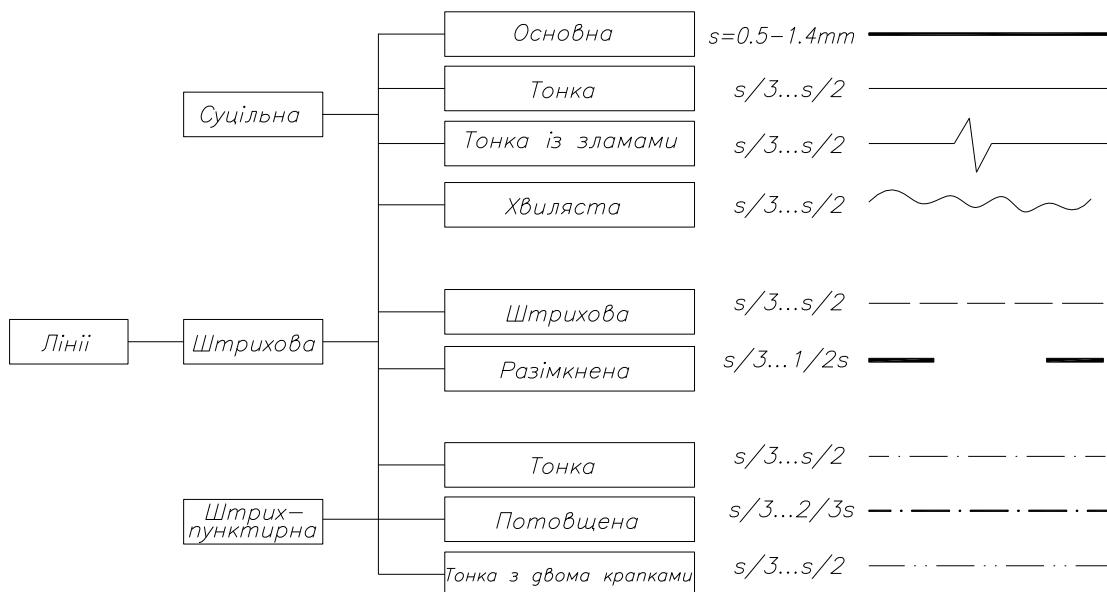 Основна s=0.5-1.4mm
Тонка s/3...s/2
Суцільна
Тонка із зламами s/3...s/2
Хвиляста s/3...s/2
Штрихова s/3...s/2
Лінії Штрихова
Разімкнена s/3...1/2s
Тонка s/3...s/2
Штрих-
пунктирна
Потовщена s/3...2/3s
Тонка з двома крапками s/3...s/2